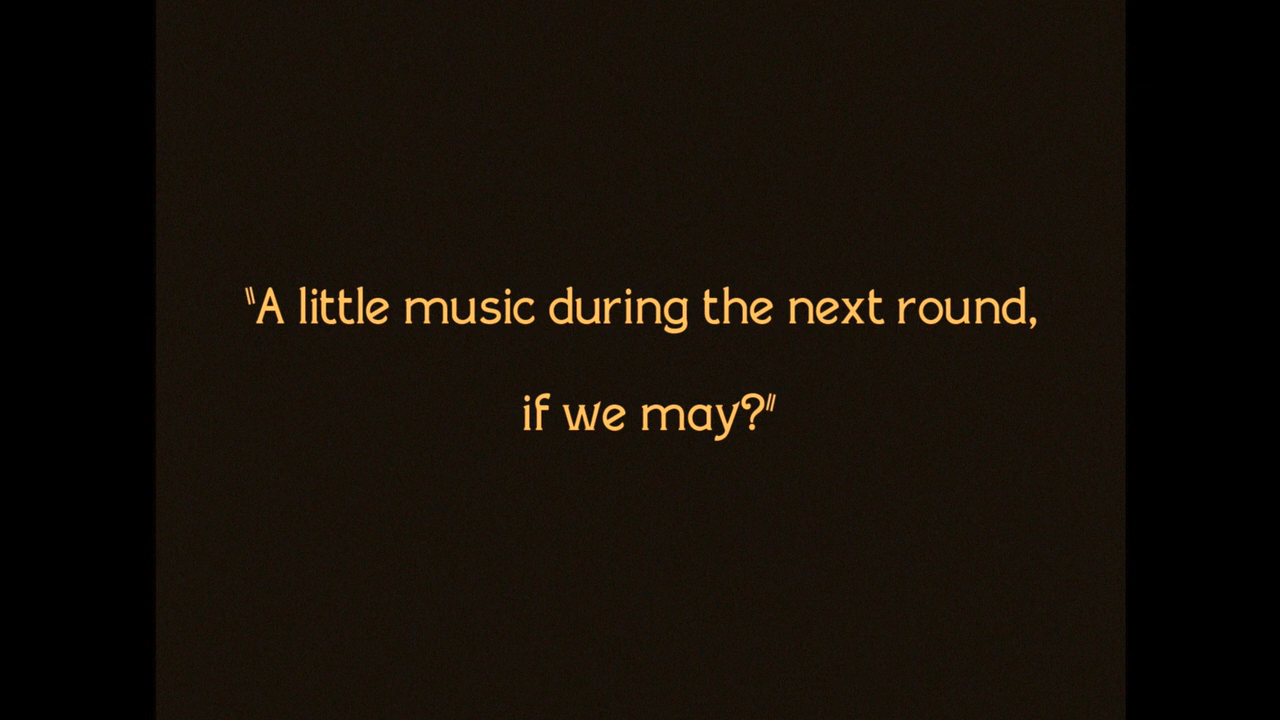 "A little music during the next round,
if we may?"